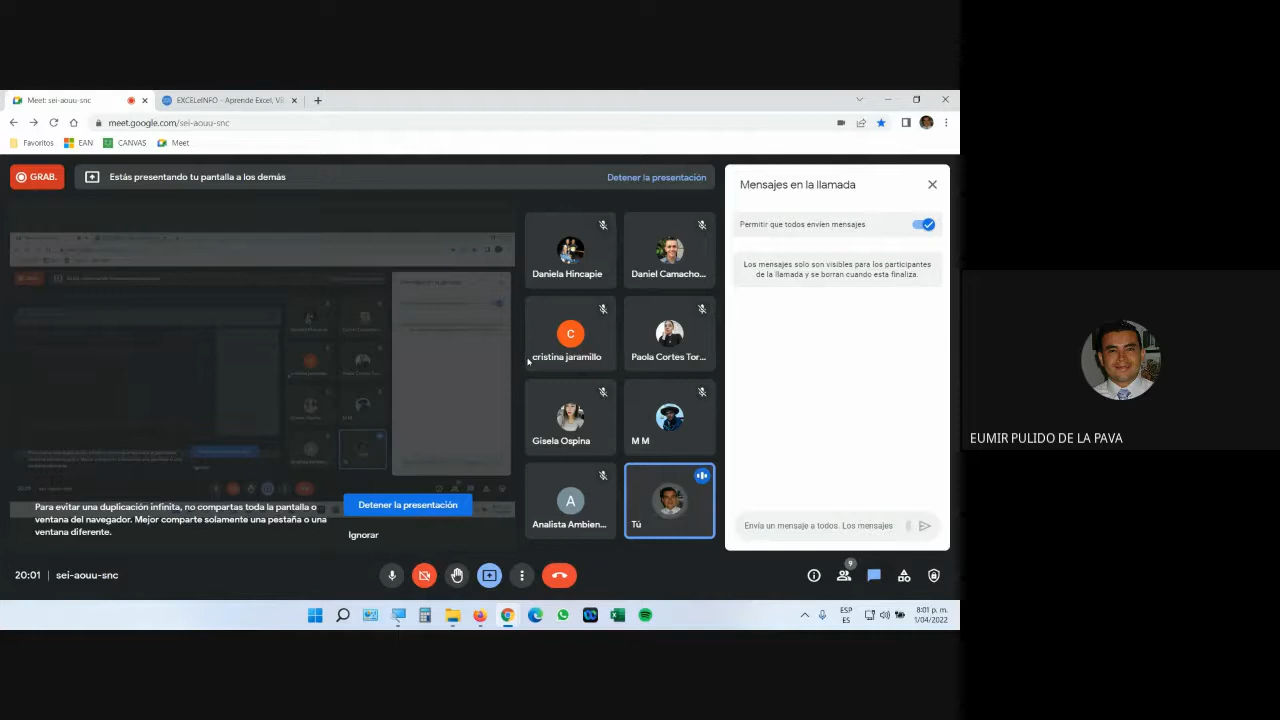 Meet: sei-aouu-snc
EXCELeINFO - Aprende Excel, Vi
meet.google.com/sei-aouu-snc
Favoritos
EAN
CANVAS
Meet
GRAB.
Estás presentando tu pantalla a los demás
Detener la presentación
Mensajes en la llamada
Permitir que todos envíen mensajes
Los mensajes solo son visibles para los participantes
de la llamada y se borran cuando esta finaliza.
Daniela Hincapie
Daniel Camacho...
C
cristina jaramillo
Paola Cortes Tor...
Gisela Ospina
M M
A
Analista Ambien...
Tú
Para evitar una duplicación infinita, no compartas toda la pantalla o
ventana del navegador. Mejor comparte solamente una pestaña o una
ventana diferente.
Detener la presentación
Ignorar
Envía un mensaje a todos. Los mensajes
20:01 | sei-aouu-snc
9
ESP
ES
8:01 p. m.
1/04/2022
EUMIR PULIDO DE LA PAVA